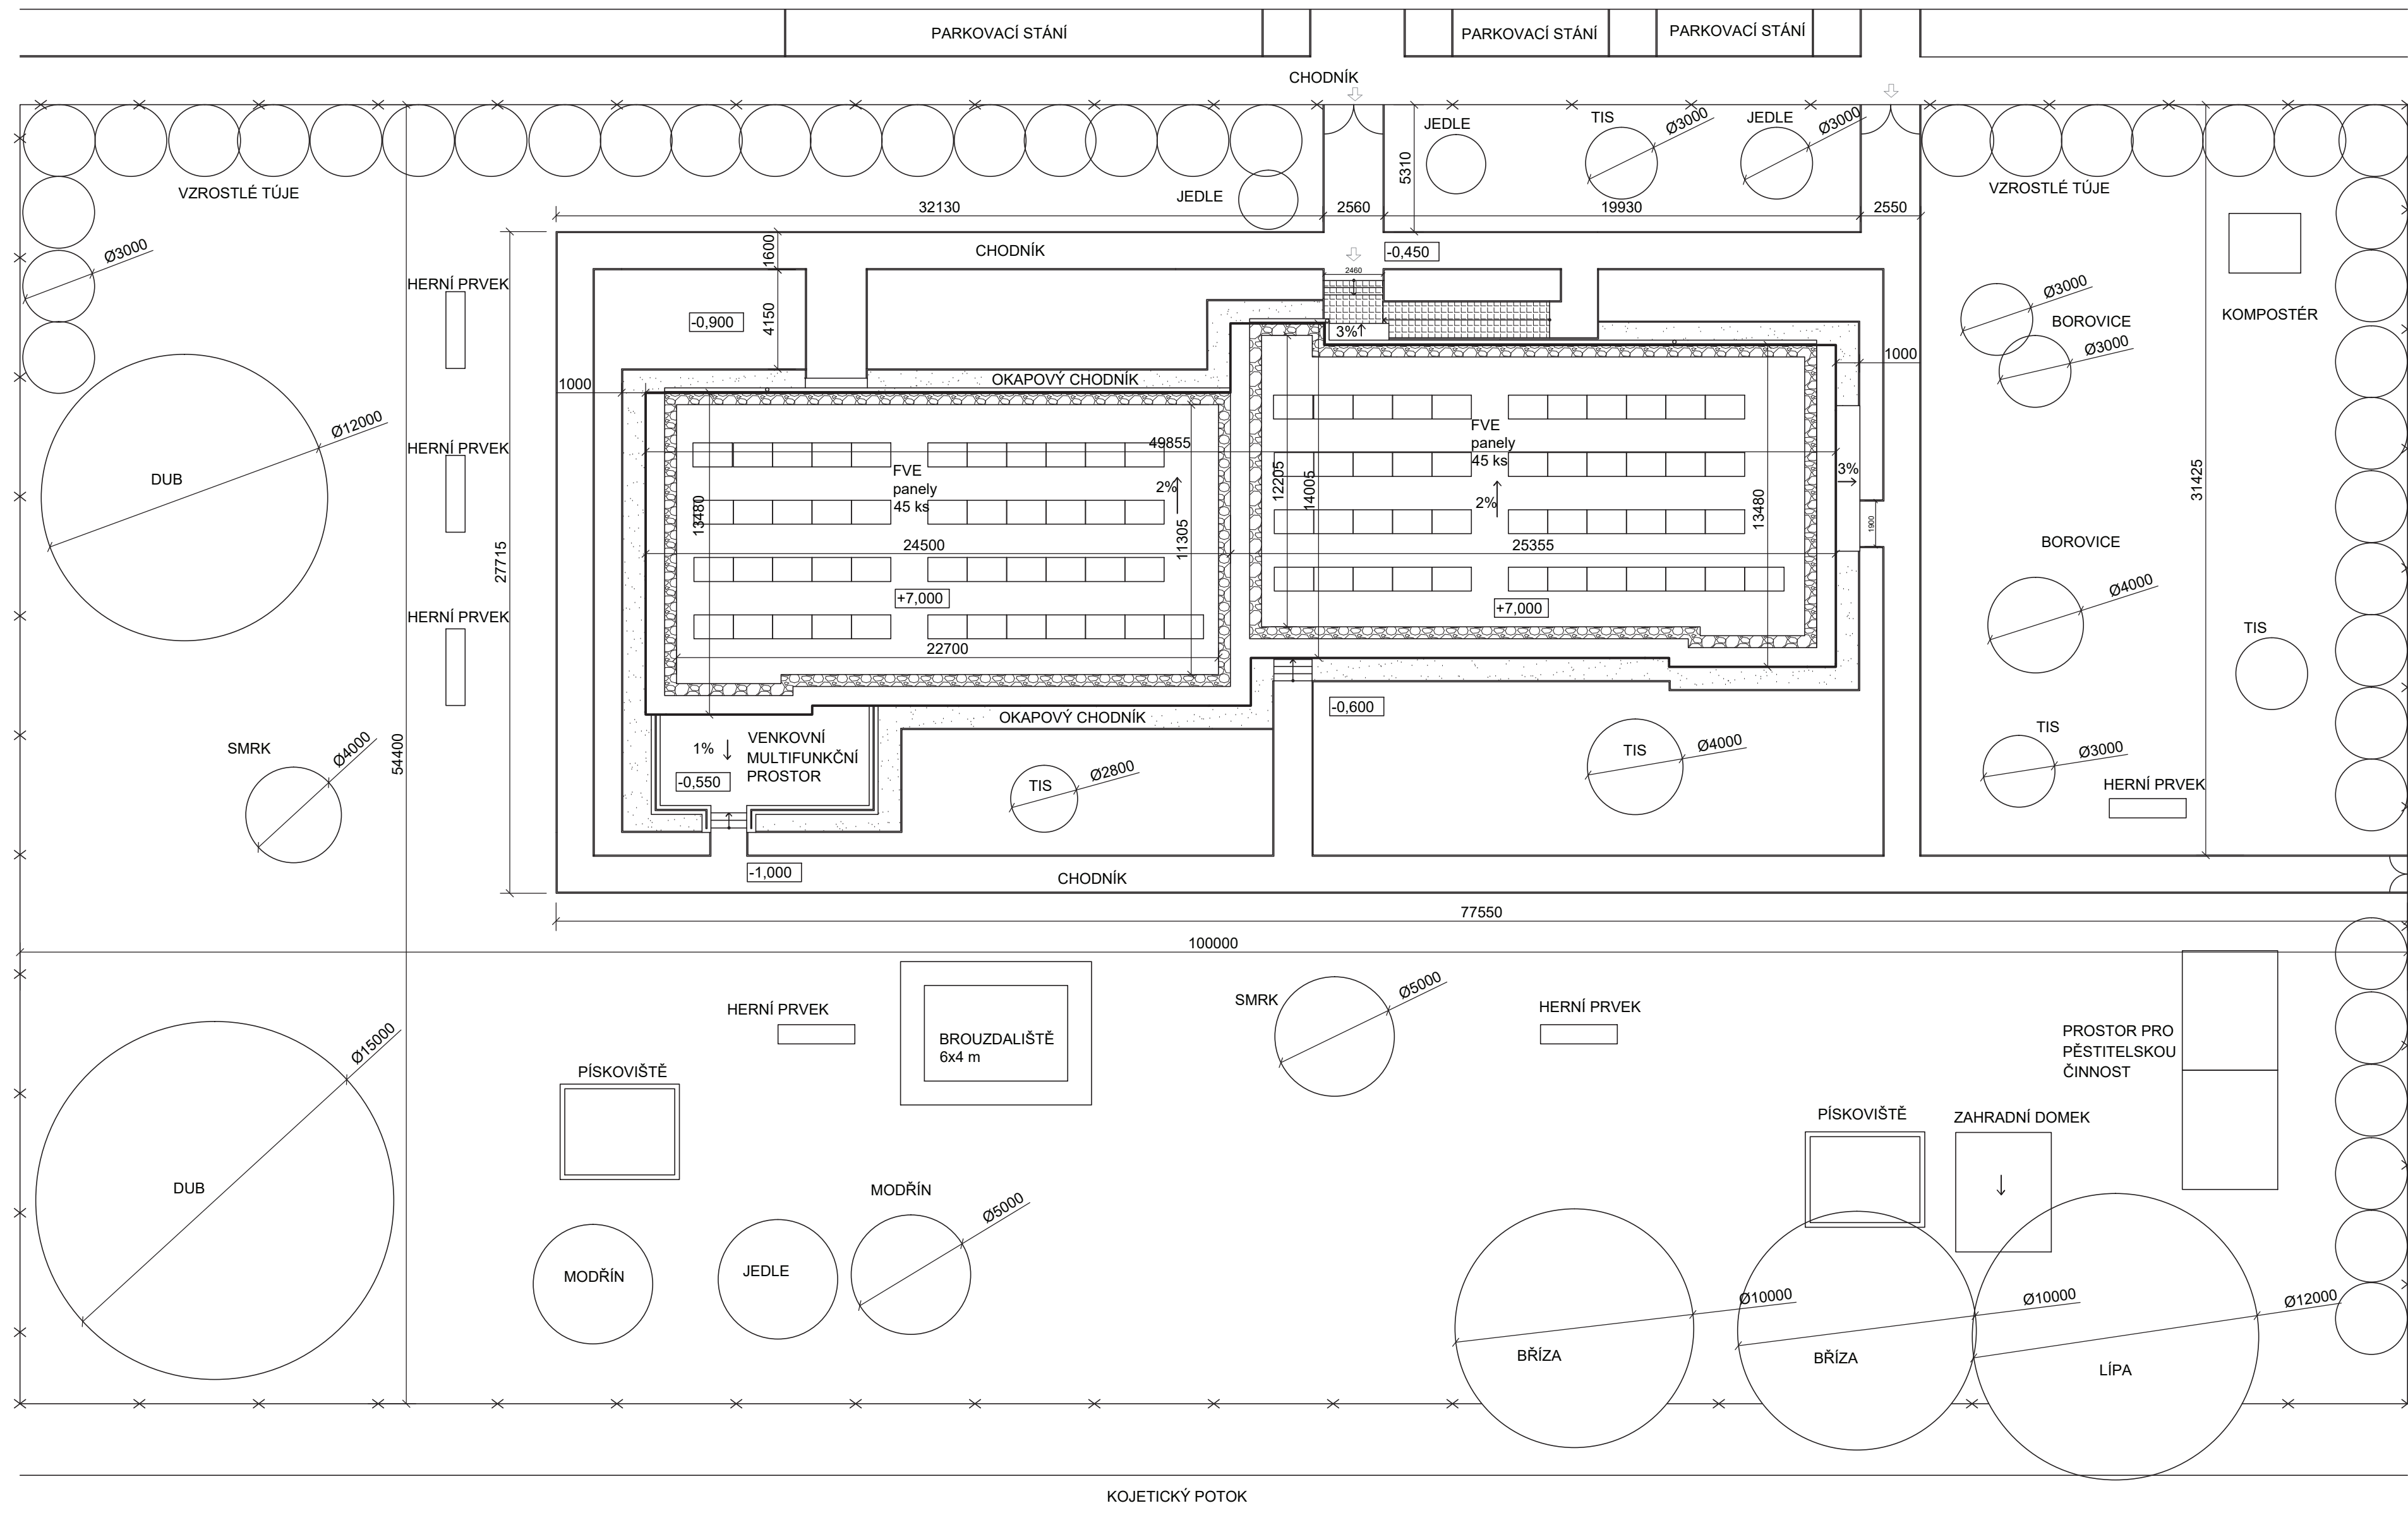 PARKOVACÍ STÁNÍ
PARKOVACÍ STÁNÍ
PARKOVACÍ STÁNÍ
CHODNÍK
VZROSTLÉ TÚJE
JEDLE
JEDLE
TIS
Ø3000
JEDLE
Ø3000
VZROSTLÉ TÚJE
5310
32130
2560
19930
2550
Ø3000
HERNÍ PRVEK
CHODNÍK
1600
-0,450
2460
-0,900
4150
3%
Ø3000
BOROVICE
Ø3000
KOMPOSTÉR
1000
OKAPOVÝ CHODNÍK
1000
Ø12000
DUB
HERNÍ PRVEK
49855
FVE
panely
45 ks
2%
13480
11305
24500
+7,000
22700
FVE
panely
45 ks
2%
12205
14005
13480
25355
+7,000
3%
1900
31425
27715
BOROVICE
Ø4000
TIS
HERNÍ PRVEK
54400
SMRK
Ø4000
OKAPOVÝ CHODNÍK
-0,600
1%
VENKOVNÍ
MULTIFUNKČNÍ
PROSTOR
-0,550
TIS
Ø2800
TIS
Ø4000
TIS
Ø3000
HERNÍ PRVEK
-1,000
CHODNÍK
77550
100000
HERNÍ PRVEK
BROUZDALIŠTĚ
6x4 m
SMRK
Ø5000
HERNÍ PRVEK
PROSTOR PRO
PĚSTITELSKOU
ČINNOST
Ø15000
DUB
PÍSKOVIŠTĚ
PÍSKOVIŠTĚ
ZAHRADNÍ DOMEK
MODŘÍN
Ø5000
MODŘÍN
JEDLE
Ø10000
BŘÍZA
Ø10000
BŘÍZA
Ø12000
LÍPA
KOJETICKÝ POTOK